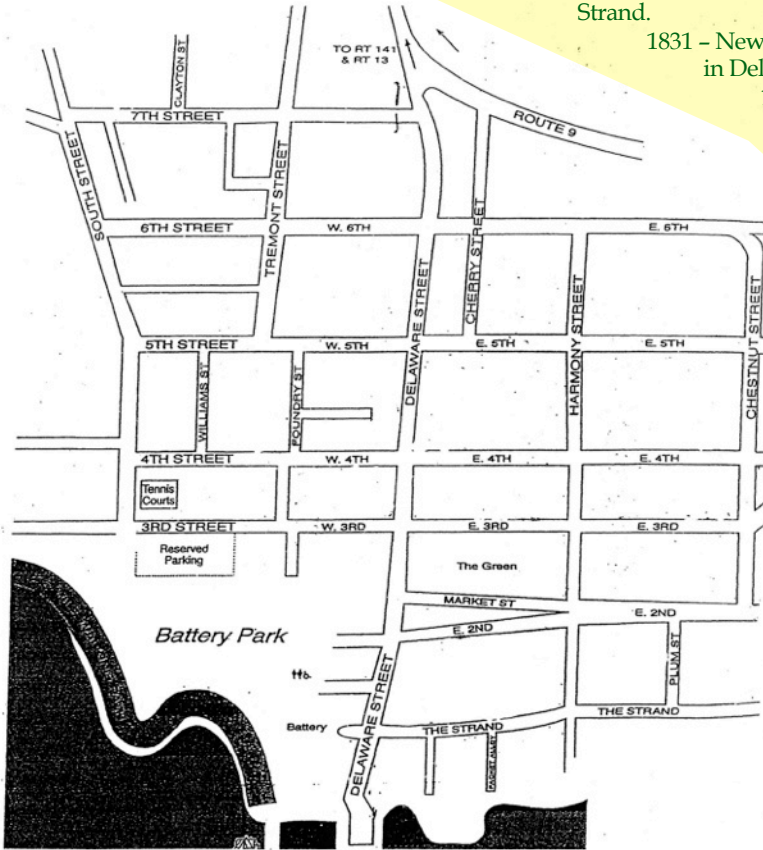 Strand.
1831 – New
in Del
TO RT 141
& RT 13
CLAYTON ST
7TH STREET
ROUTE 9
SOUTH STREET
TREMONT STREET
6TH STREET
W. 6TH
CHERRY STREET
E. 6TH
DELAWARE STREET
HARMONY STREET
CHESTNUT STREET
5TH STREET
W. 5TH
E. 5TH
E. 5TH
WILLIAMS ST
FOUNDRY ST
4TH STREET
W. 4TH
E. 4TH
E. 4TH
Tennis
Courts
3RD STREET
W. 3RD
E. 3RD
E. 3RD
Reserved
Parking
The Green
MARKET ST
E. 2ND
E. 2ND
Battery Park
PLUM ST
DELAWARE STREET
Battery
THE STRAND
THE STRAND
PACKET ALLEY